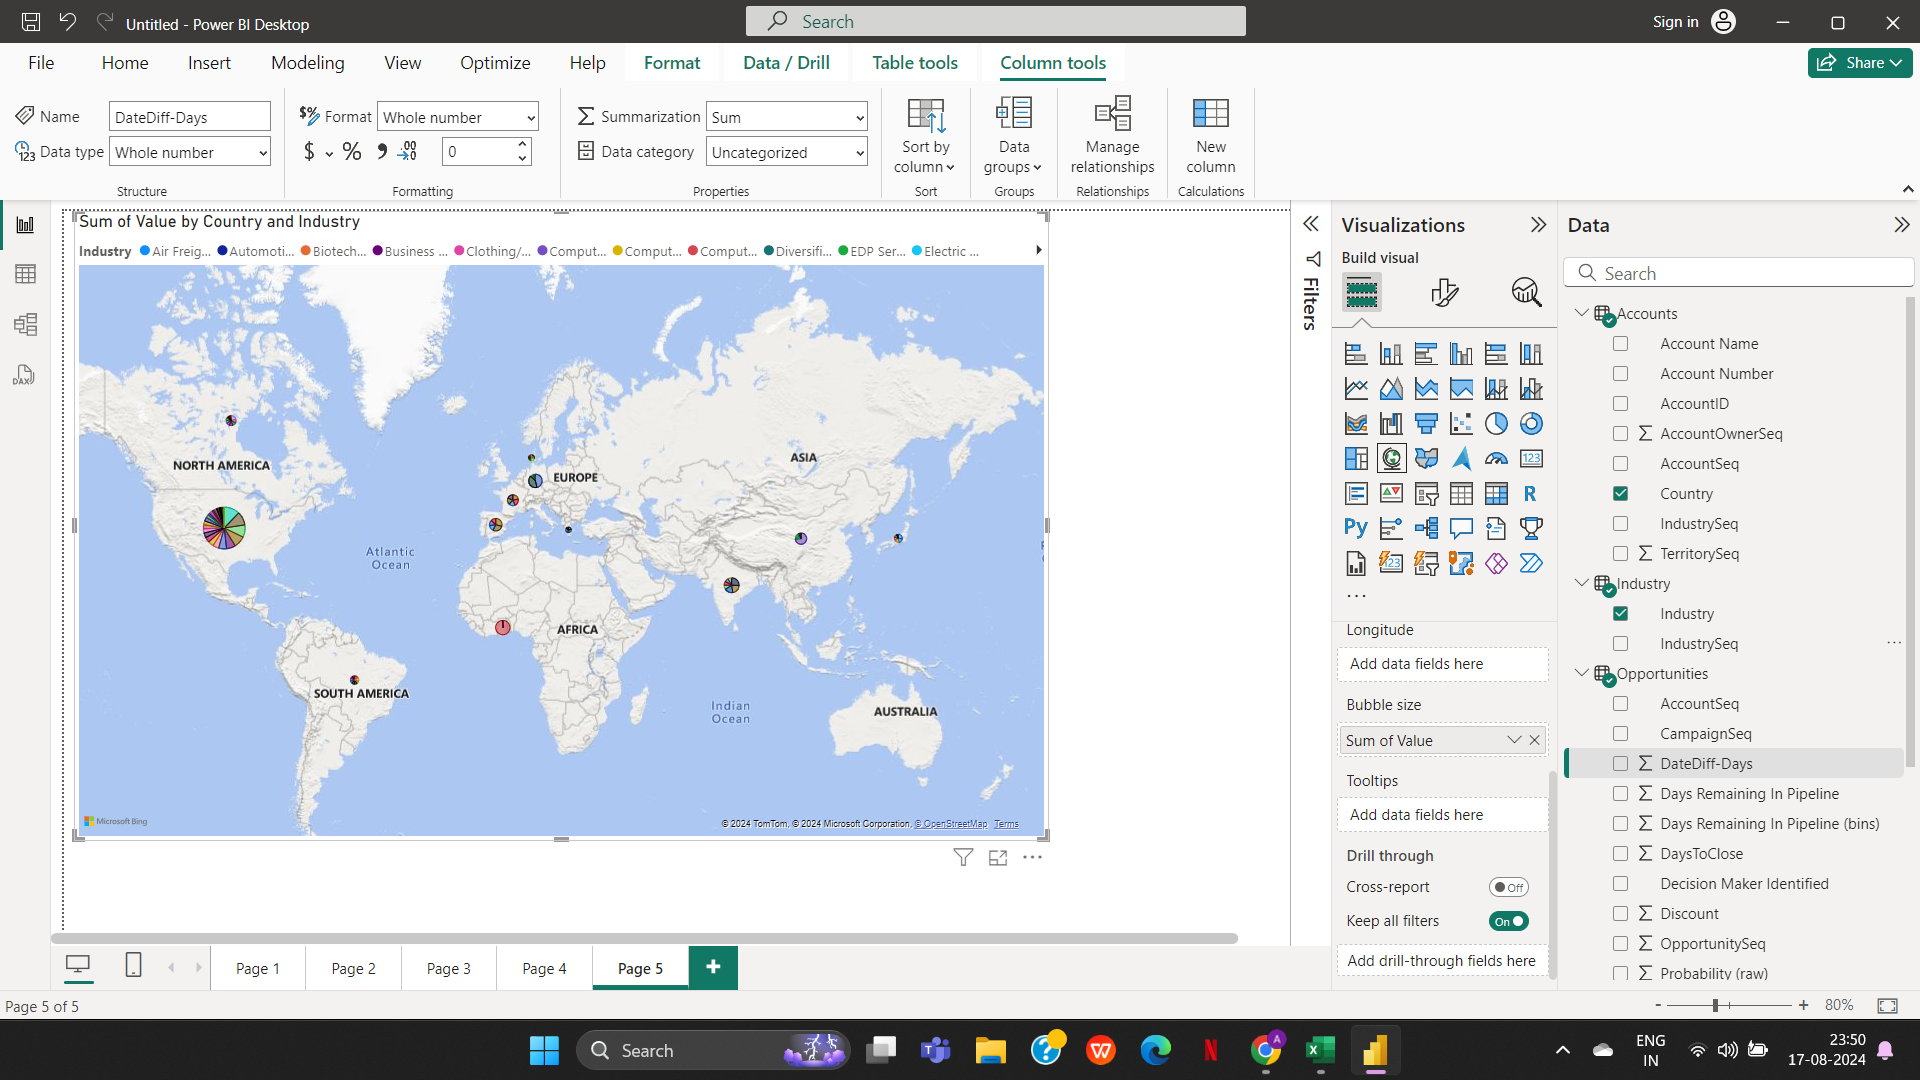 Untitled - Power BI Desktop
Search
Sign in
File
Home
Insert
Modeling
View
Optimize
Help
Format
Data / Drill
Table tools
Column tools
Share
Name
DateDiff-Days
Data type
Whole number
Structure
Format
Whole number
$
%
0
Formatting
Summarization
Sum
Data category
Uncategorized
Properties
Sort by
column
Sort
Data
groups
Groups
Manage
relationships
Relationships
New
column
Calculations
Sum of Value by Country and Industry
Industry
Air Freig...
Automoti...
Biotech...
Business ...
Clothing/...
Comput...
Comput...
Comput...
Diversifi...
EDP Ser...
Electric ...
NORTH AMERICA
EUROPE
ASIA
Atlantic
Ocean
AFRICA
SOUTH AMERICA
Indian
Ocean
AUSTRALIA
Microsoft Bing
© 2024 TomTom, © 2024 Microsoft Corporation, © OpenStreetMap Terms
Filters
Visualizations
Build visual
123
R
Py
123
...
Longitude
Add data fields here
Bubble size
Sum of Value
Tooltips
Add data fields here
Drill through
Cross-report
Off
Keep all filters
On
Add drill-through fields here
Data
Search
Accounts
Account Name
Account Number
AccountID
AccountOwnerSeq
AccountSeq
Country
IndustrySeq
TerritorySeq
Industry
Industry
IndustrySeq
...
Opportunities
AccountSeq
CampaignSeq
DateDiff-Days
Days Remaining In Pipeline
Days Remaining In Pipeline (bins)
DaysToClose
Decision Maker Identified
Discount
OpportunitySeq
Probability (raw)
DAX
Page 1
Page 2
Page 3
Page 4
Page 5
+
Page 5 of 5
- + 80%
Search
ENG
IN
23:50
17-08-2024